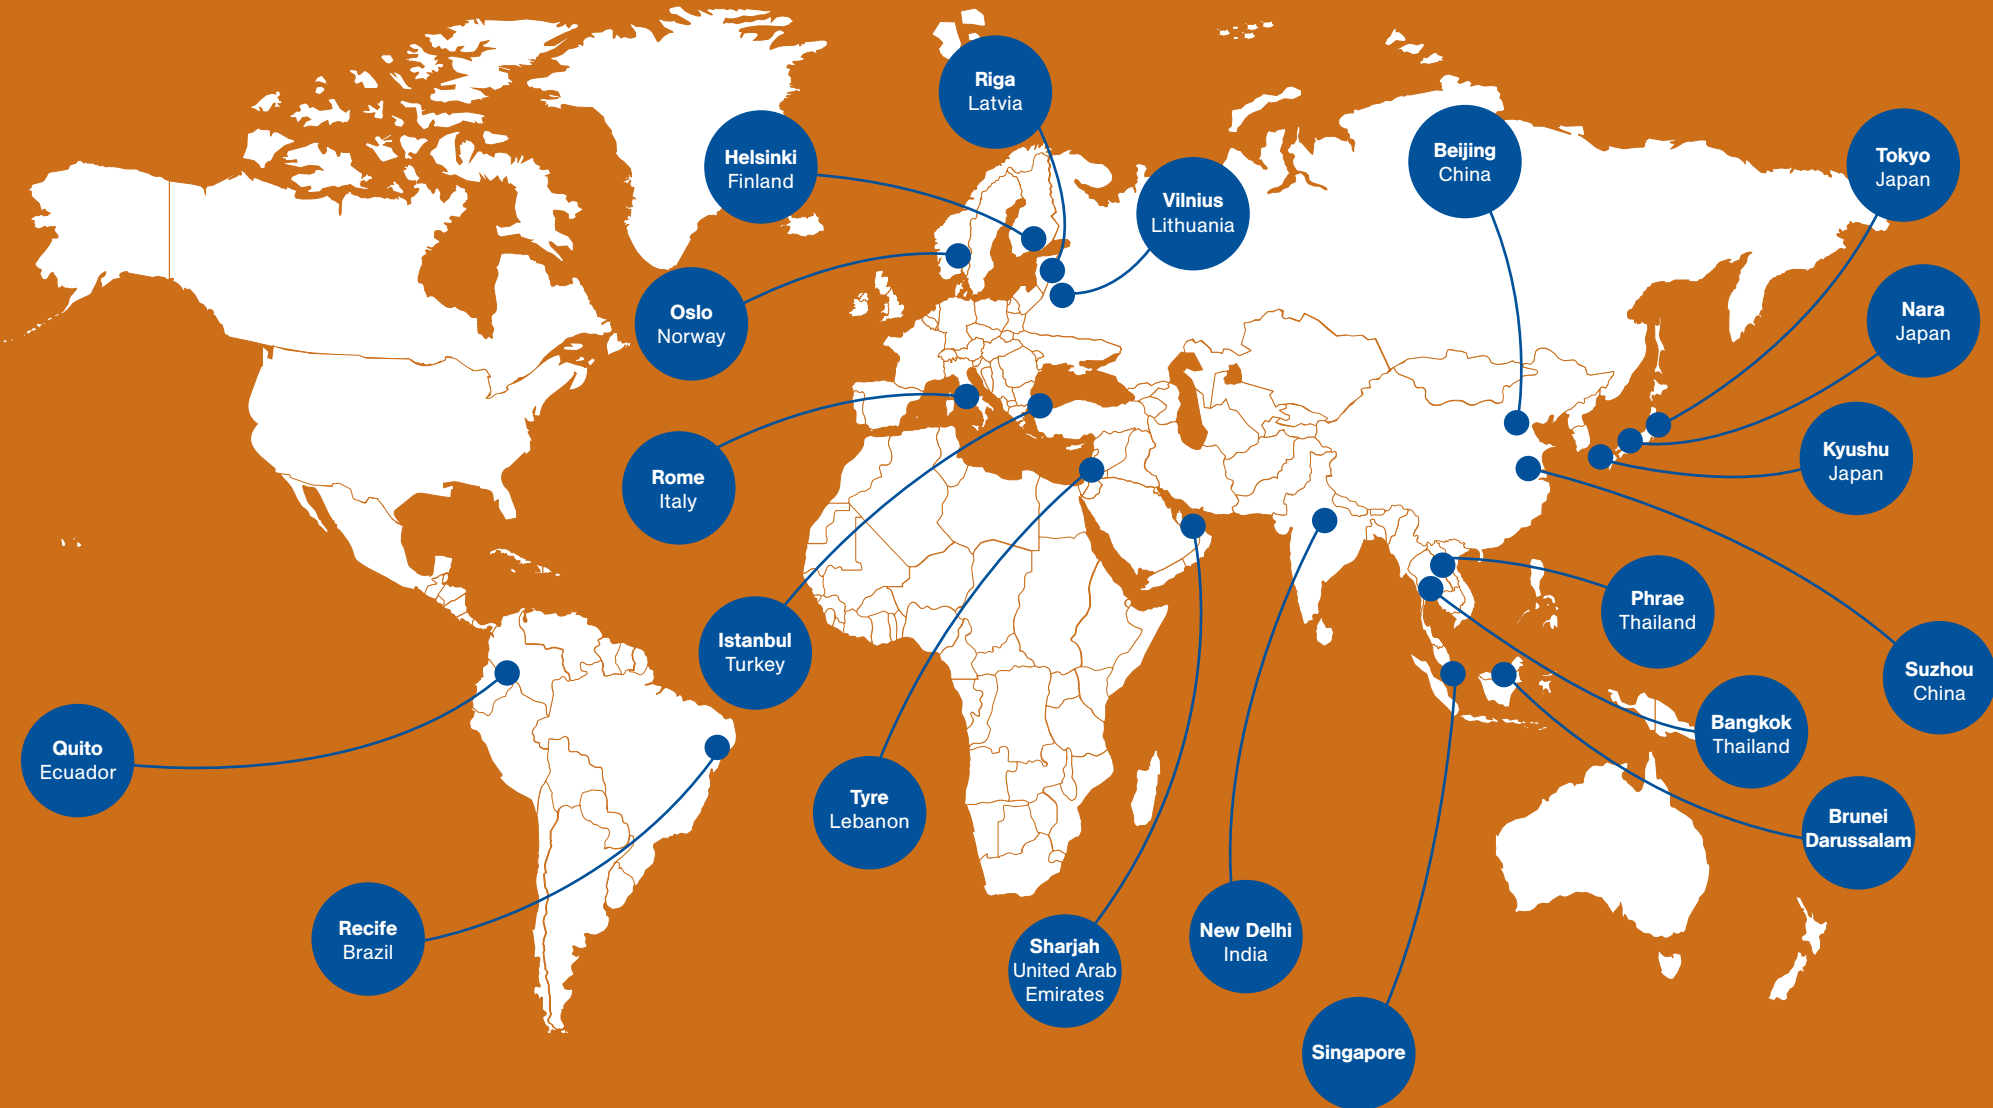 Riga
Latvia
Helsinki
Finland
Beijing
China
Tokyo
Japan
Vilnius
Lithuania
Oslo
Norway
Nara
Japan
Rome
Italy
Kyushu
Japan
Phrae
Thailand
Istanbul
Turkey
Suzhou
China
Quito
Ecuador
Bangkok
Thailand
Tyre
Lebanon
Brunei
Darussalam
Recife
Brazil
Sharjah
United Arab
Emirates
New Delhi
India
Singapore